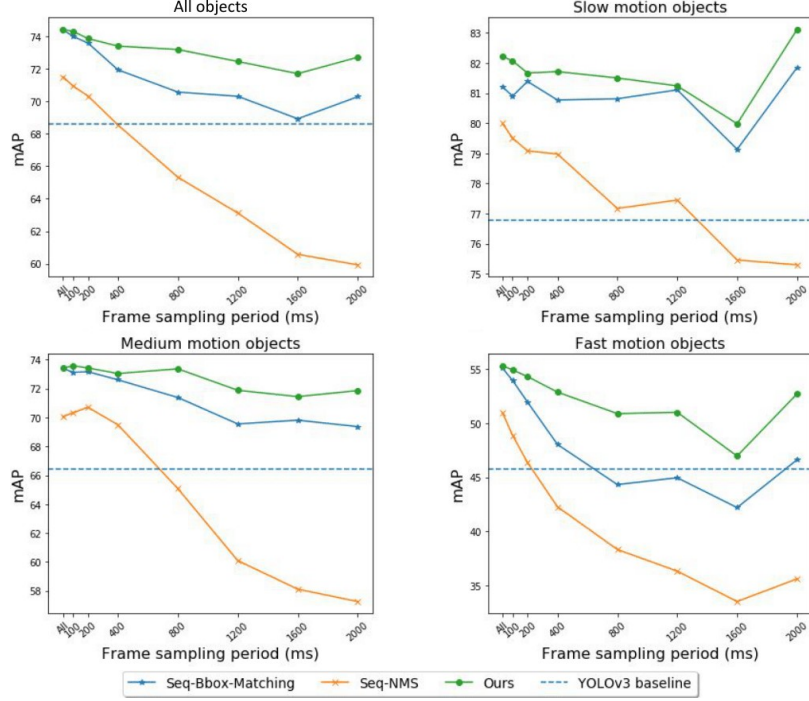 All objects
mAP
74
72
70
68
66
64
62
60
All 100 200 400 800 1200 1600 2000
Frame sampling period (ms)
Slow motion objects
mAP
83
82
81
80
79
78
77
76
75
All 100 200 400 800 1200 1600 2000
Frame sampling period (ms)
Medium motion objects
mAP
74
72
70
68
66
64
62
60
58
All 100 200 400 800 1200 1600 2000
Frame sampling period (ms)
Fast motion objects
mAP
55
50
45
40
35
All 100 200 400 800 1200 1600 2000
Frame sampling period (ms)
Seq-Bbox-Matching Seq-NMS Ours YOLOv3 baseline